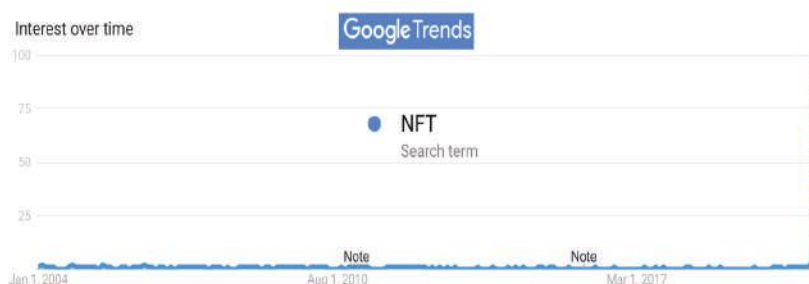 Interest over time
Google Trends
100
75
NFT
Search term
50
25
Note
Note
Jan 1, 2004
Aug 1, 2010
Mar 1, 2017